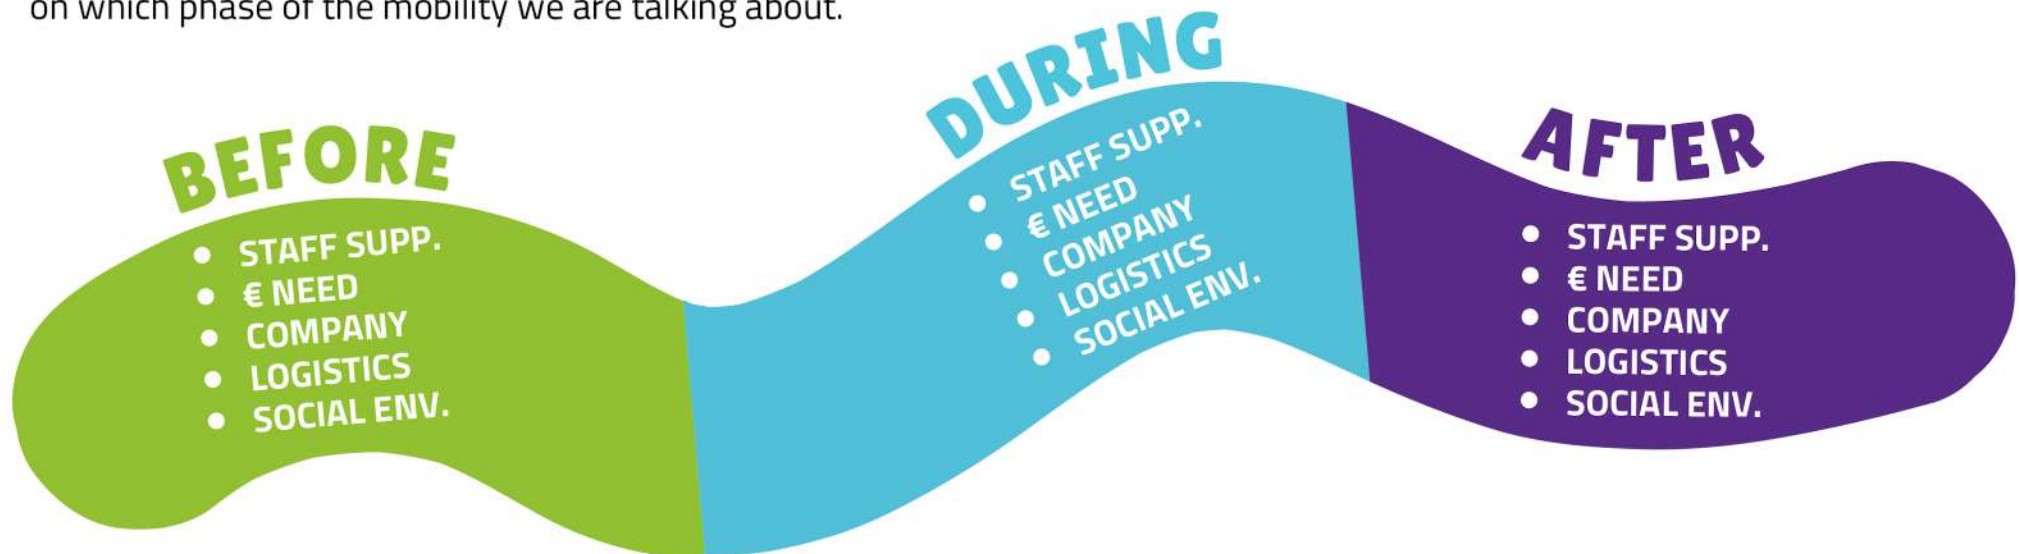 on which phase of the mobility we are talking about.
BEFORE
• STAFF SUPP.
• € NEED
• COMPANY
• LOGISTICS
• SOCIAL ENV.
DURING
• STAFF SUPP.
• € NEED
• COMPANY
• LOGISTICS
• SOCIAL ENV.
AFTER
• STAFF SUPP.
• € NEED
• COMPANY
• LOGISTICS
• SOCIAL ENV.